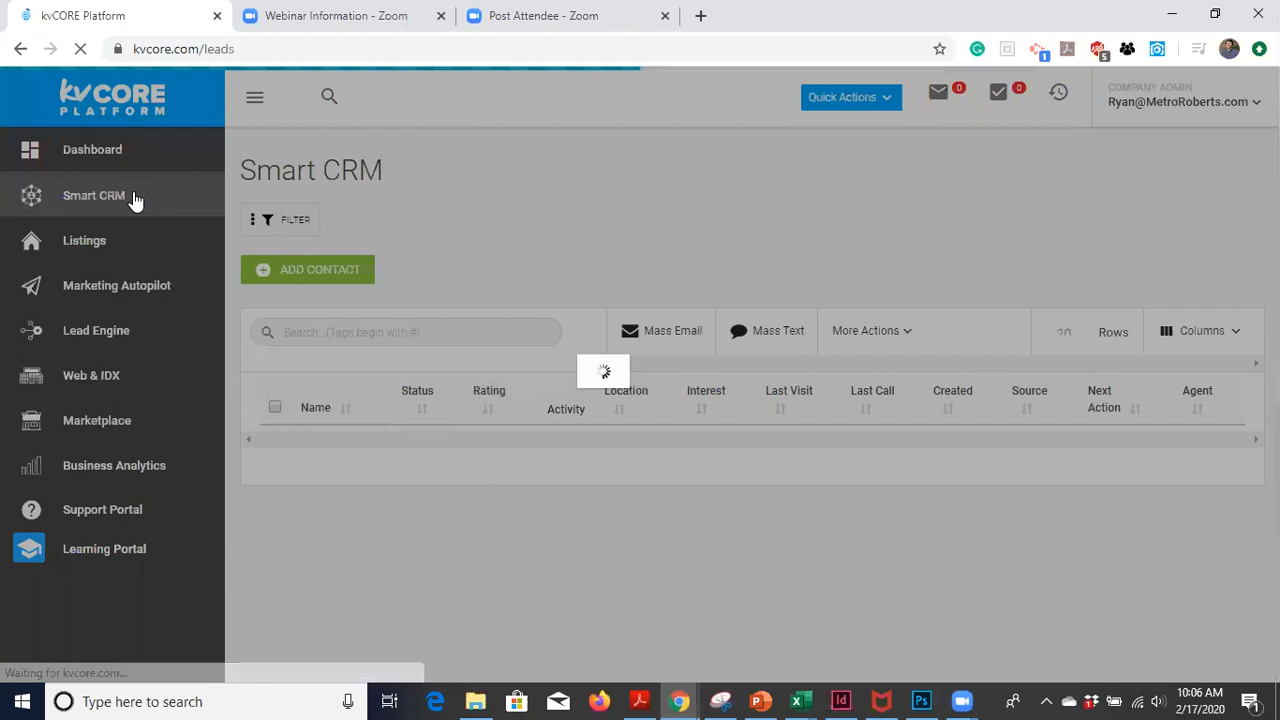 kvCORE Platform
Webinar Information - Zoom
Post Attendee - Zoom
kvcore.com/leads
1
5
kvCORE
PLATFORM
Quick Actions
0
0
COMPANY ADMIN
Ryan@MetroRoberts.com
Dashboard
Smart CRM
Listings
Marketing Autopilot
Lead Engine
Web & IDX
Marketplace
Business Analytics
Support Portal
Learning Portal
Smart CRM
FILTER
ADD CONTACT
Search...(Tags begin with #)
Mass Email
Mass Text
More Actions
Rows
Columns
Name
Status
Rating
Activity
Location
Interest
Last Visit
Last Call
Created
Source
Next
Action
Agent
Waiting for kvcore.com...
Type here to search
10:06 AM
2/17/2020
1